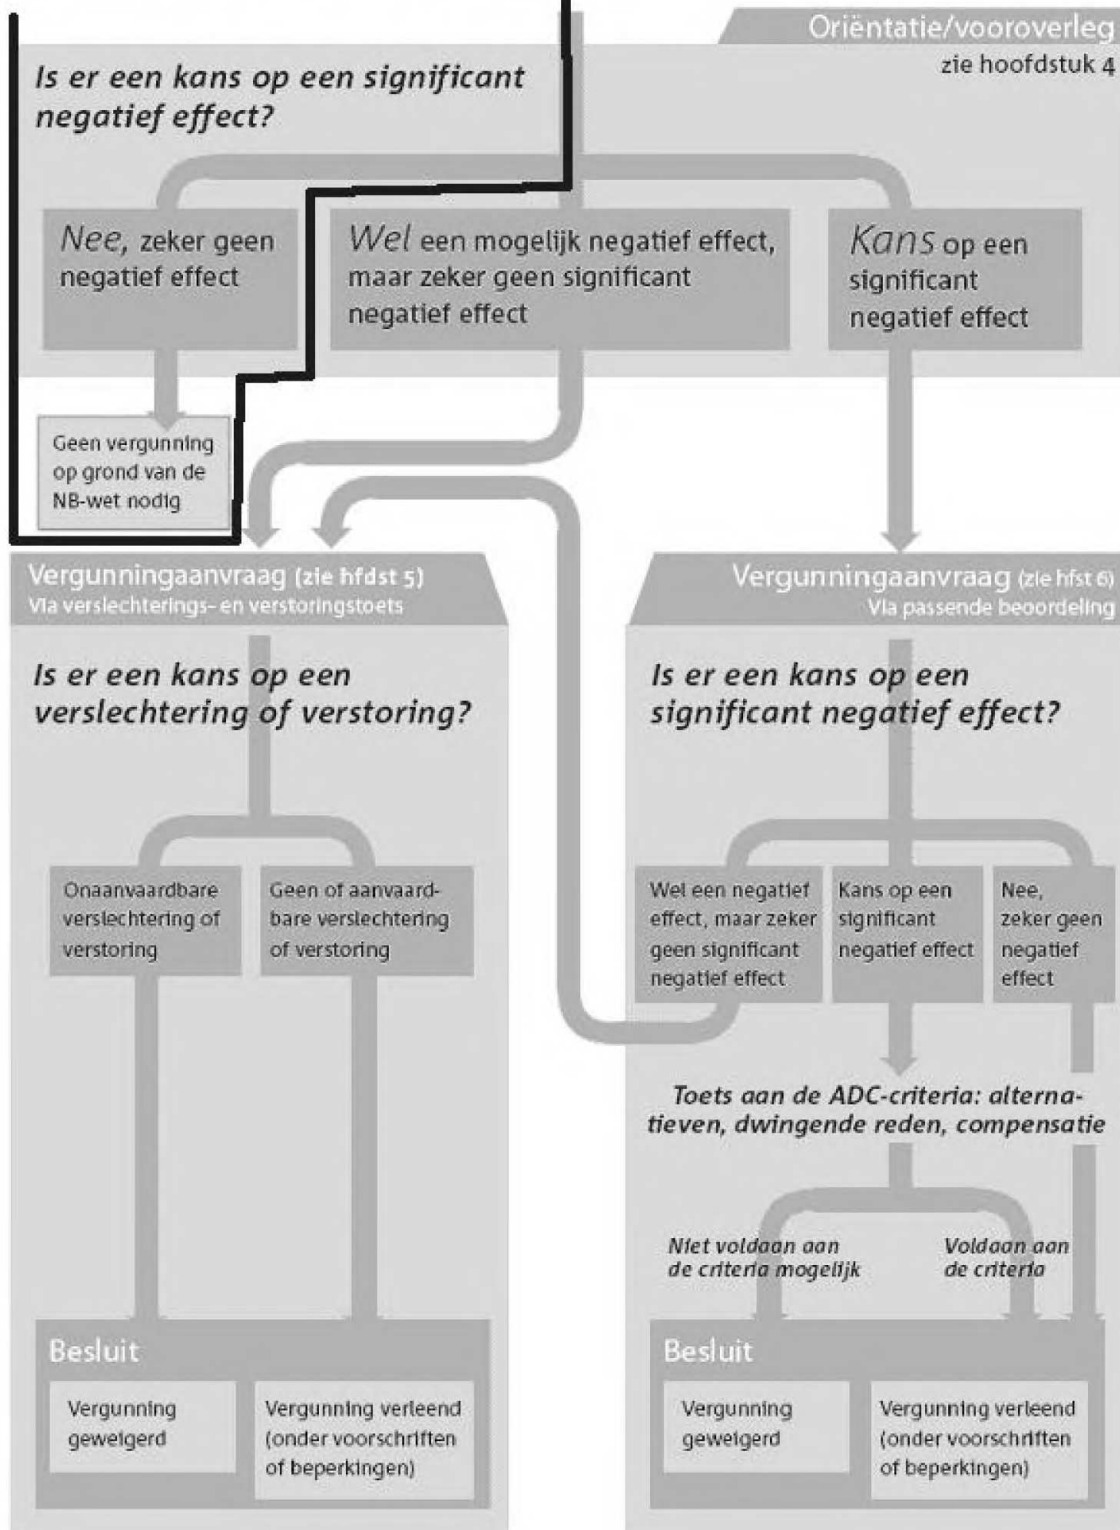 Oriëntatie/vooroverleg
zie hoofdstuk 4
Is er een kans op een significant
negatief effect?
Nee, zeker geen
negatief effect
Wel een mogelijk negatief effect,
maar zeker geen significant
negatief effect
Kans op een
significant
negatief effect
Geen vergunning
op grond van de
NB-wet nodig
Vergunningaanvraag (zie hfdst 5)
Via verslechterings- en verstoringstoets
Is er een kans op een
verslechtering of verstoring?
Onaanvaardbare
verslechtering of
verstoring
Geen of aanvaard-
bare verslechtering
of verstoring
Besluit
Vergunning
geweigerd
Vergunning verleend
(onder voorschriften
of beperkingen)
Vergunningaanvraag (zie hfst 6)
Via passende beoordeling
Is er een kans op een
significant negatief effect?
Wel een negatief
effect, maar zeker
geen significant
negatief effect
Kans op een
significant
negatief effect
Nee,
zeker geen
negatief
effect
Toets aan de ADC-criteria: alterna-
tieven, dwingende reden, compensatie
Niet voldaan aan
de criteria mogelijk
Voldaan aan
de criteria
Besluit
Vergunning
geweigerd
Vergunning verleend
(onder voorschriften
of beperkingen)